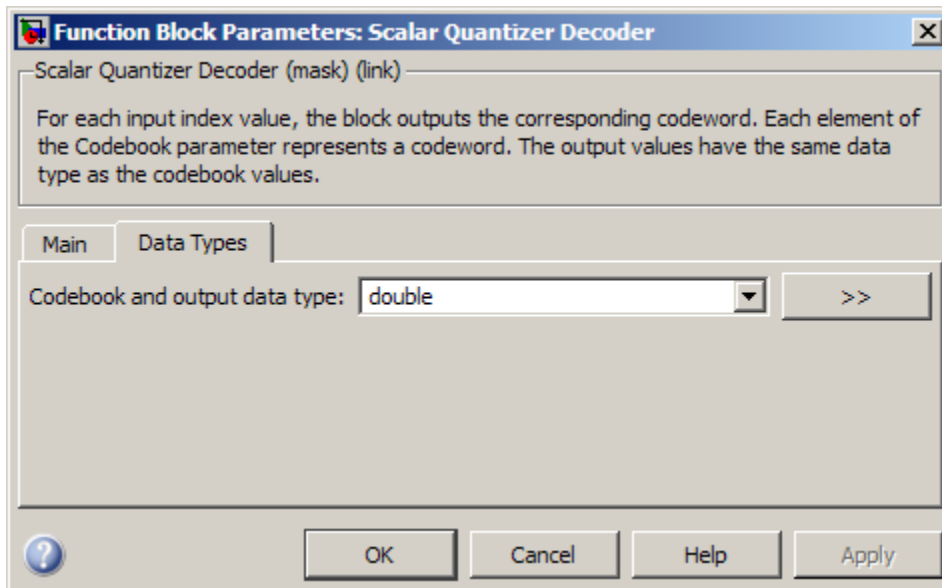 Function Block Parameters: Scalar Quantizer Decoder
Scalar Quantizer Decoder (mask) (link)
For each input index value, the block outputs the corresponding codeword. Each element of
the Codebook parameter represents a codeword. The output values have the same data
type as the codebook values.
Main Data Types
Codebook and output data type: double >>
? OK Cancel Help Apply